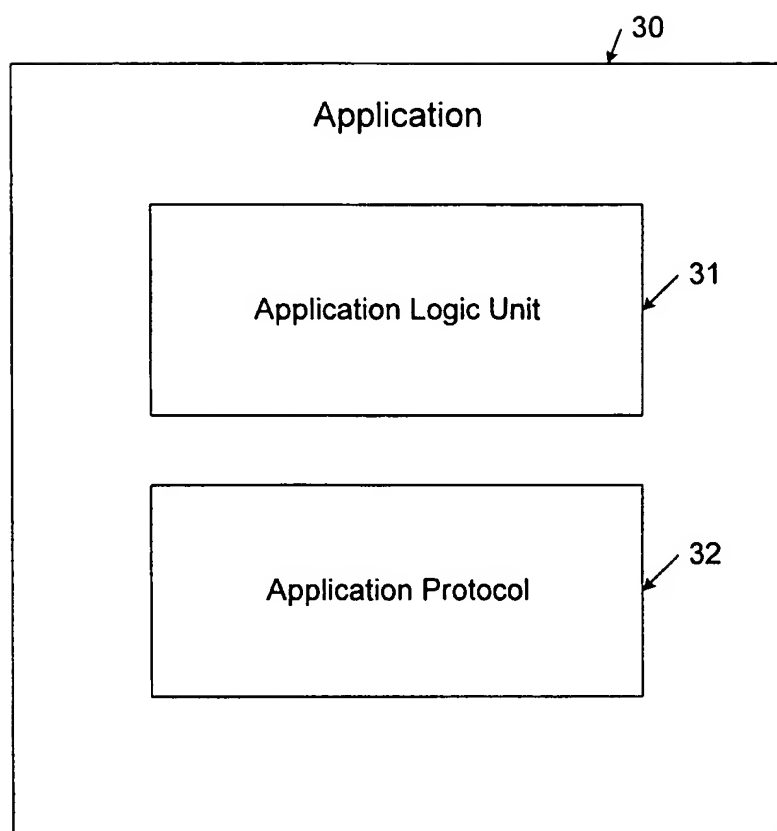 30
Application
Application Logic Unit
31
Application Protocol
32